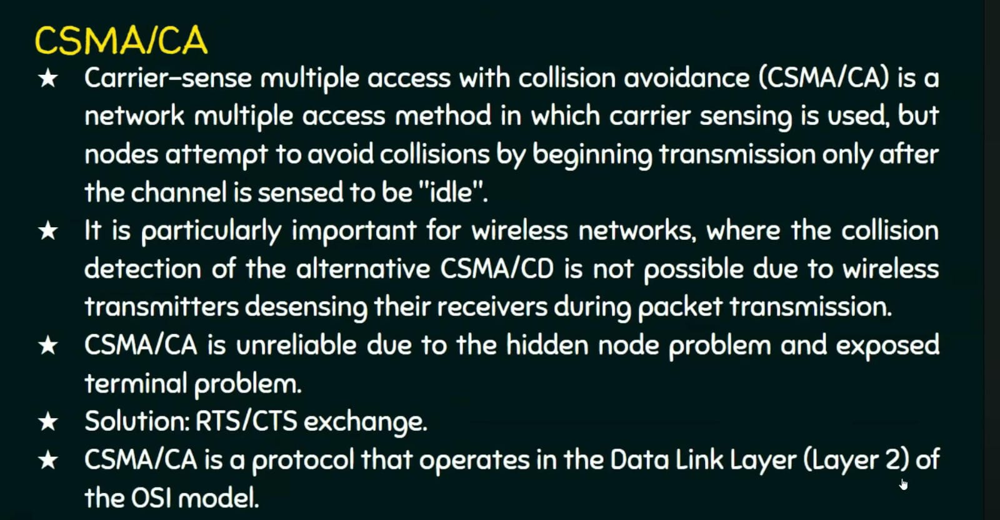 CSMA/CA
★ Carrier-sense multiple access with collision avoidance (CSMA/CA) is a
network multiple access method in which carrier sensing is used, but
nodes attempt to avoid collisions by beginning transmission only after
the channel is sensed to be "idle".
★ It is particularly important for wireless networks, where the collision
detection of the alternative CSMA/CD is not possible due to wireless
transmitters desensing their receivers during packet transmission.
★ CSMA/CA is unreliable due to the hidden node problem and exposed
terminal problem.
★ Solution: RTS/CTS exchange.
★ CSMA/CA is a protocol that operates in the Data Link Layer (Layer 2) of
the OSI model.